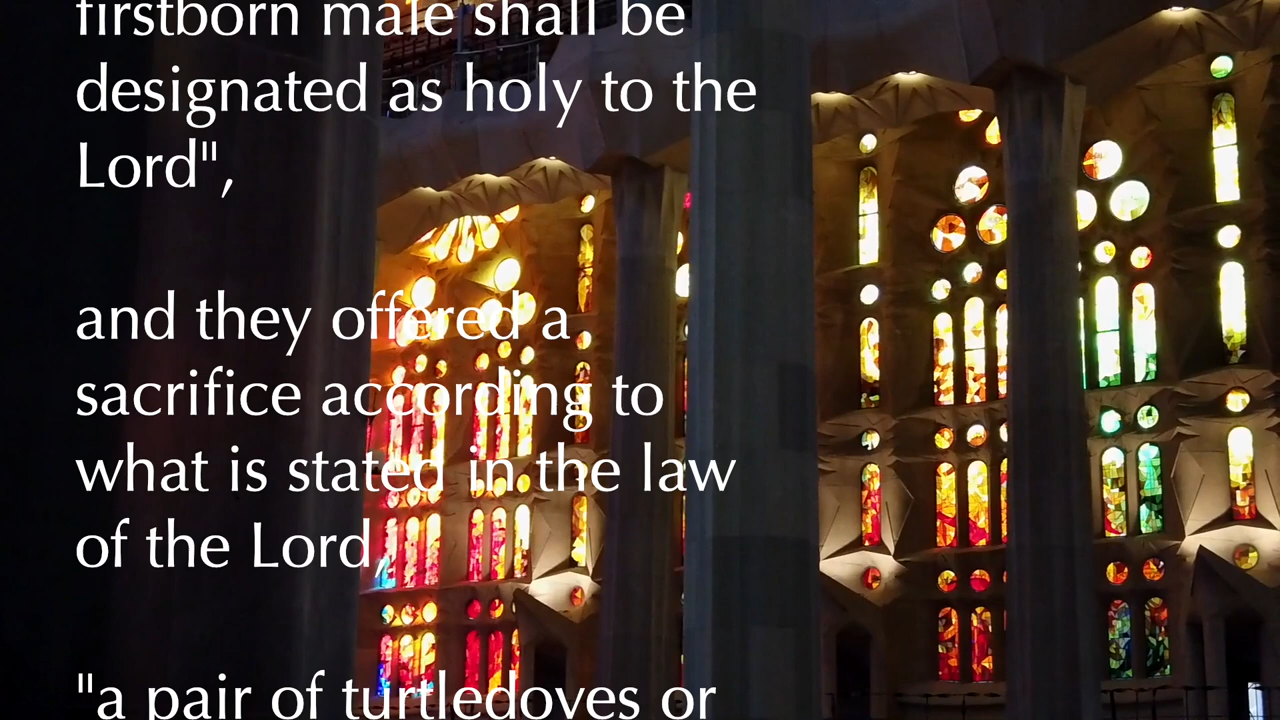 firstborn male shall be
designated as holy to the
Lord",
and they offered a
sacrifice according to
what is stated in the law
of the Lord,
"a pair of turtledoves or